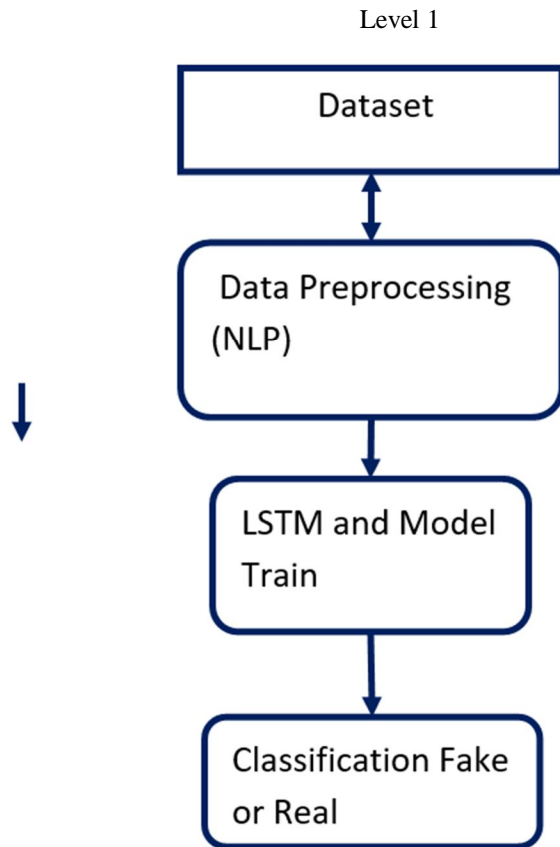 Level 1
Dataset
Data Preprocessing
(NLP)
LSTM and Model
Train
Classification Fake
or Real